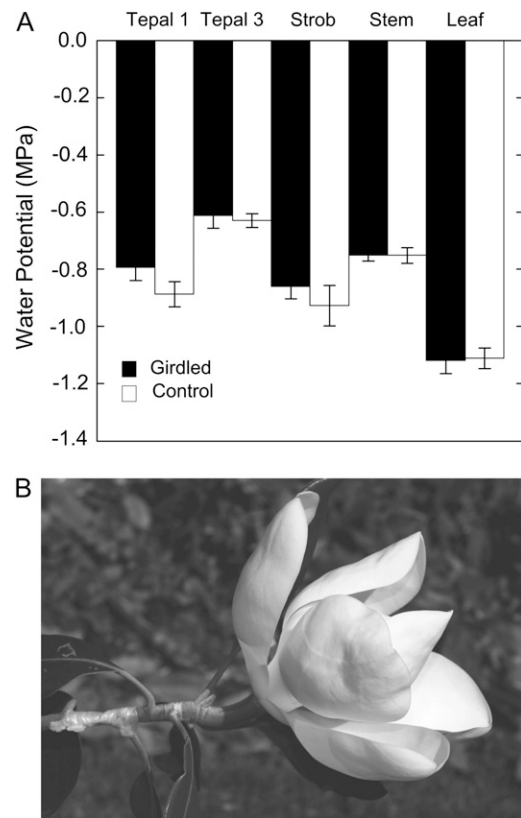 A
Tepal 1 Tepal 3 Strob Stem Leaf
0.0
-0.2
-0.4
-0.6
-0.8
-1.0
-1.2
-1.4
Water Potential (MPa)
Girdled
Control
B